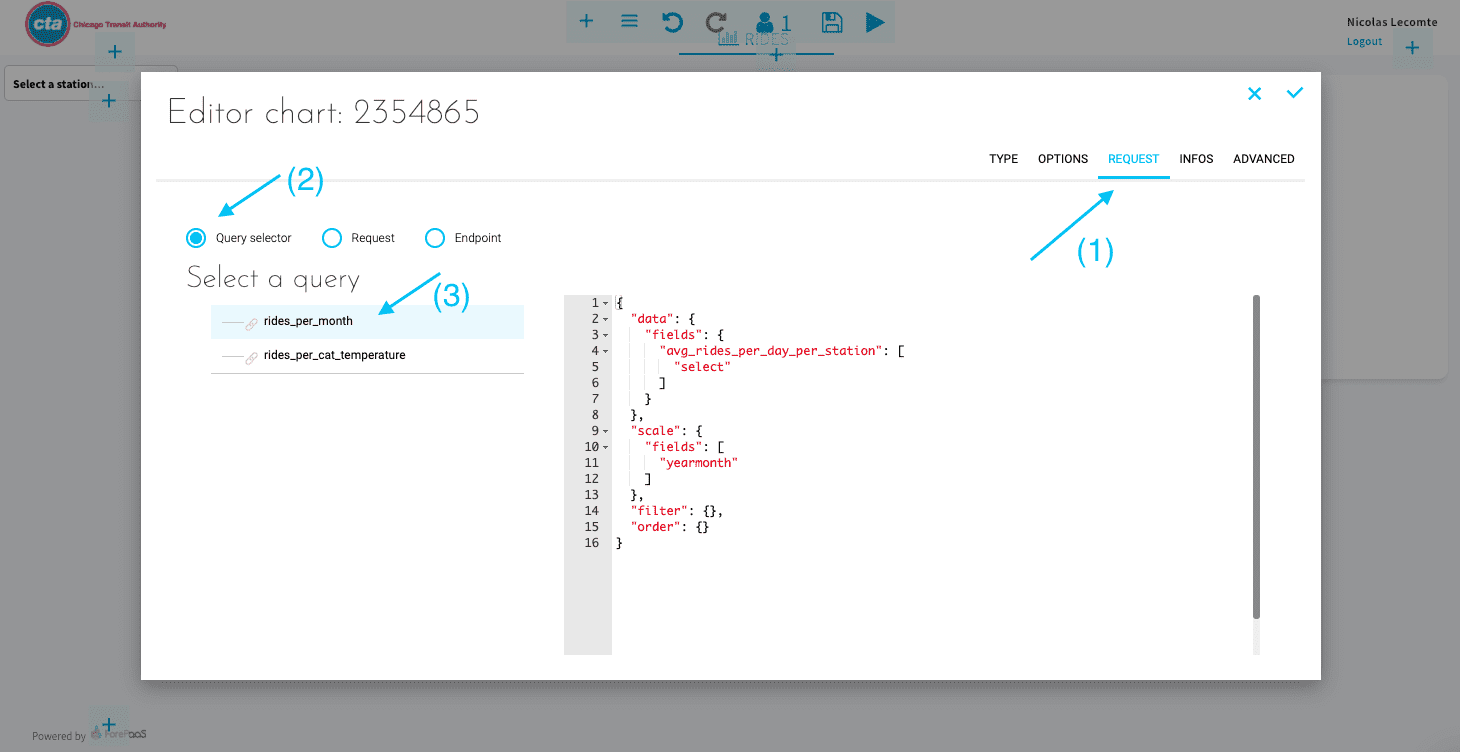 cta Chicago Transit Authority
1
RIDES
Nicolas Lecomte
Logout
Select a station...
Editor chart: 2354865
TYPE OPTIONS REQUEST INFOS ADVANCED
(2)
(1)
Query selector Request Endpoint
Select a query
(3)
rides_per_month
rides_per_cat_temperature
1 {
2 "data": {
3 "fields": {
4 "avg_rides_per_day_per_station": [
5 "select"
6 ]
7 }
8 },
9 "scale": {
10 "fields": [
11 "yearmonth"
12 ]
13 },
14 "filter": {},
15 "order": {}
16 }
Powered by ForePaaS